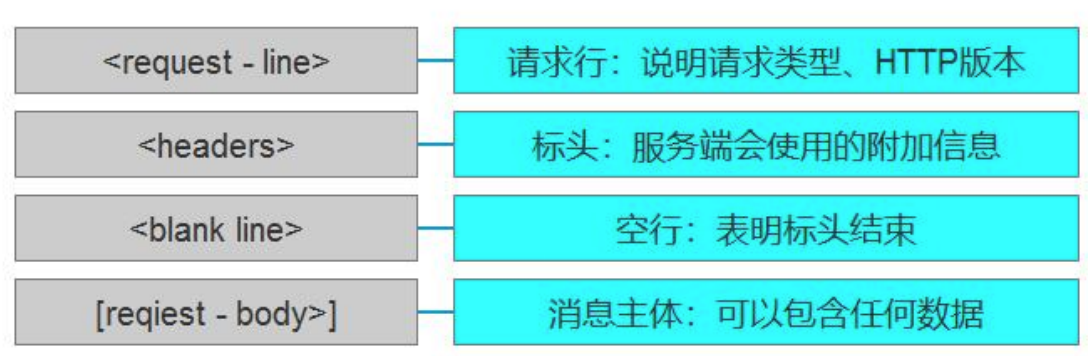 <request - line>
请求行：说明请求类型、HTTP版本
<headers>
标头：服务端会使用的附加信息
<blank line>
空行：表明标头结束
[reqiest - body>]
消息主体：可以包含任何数据